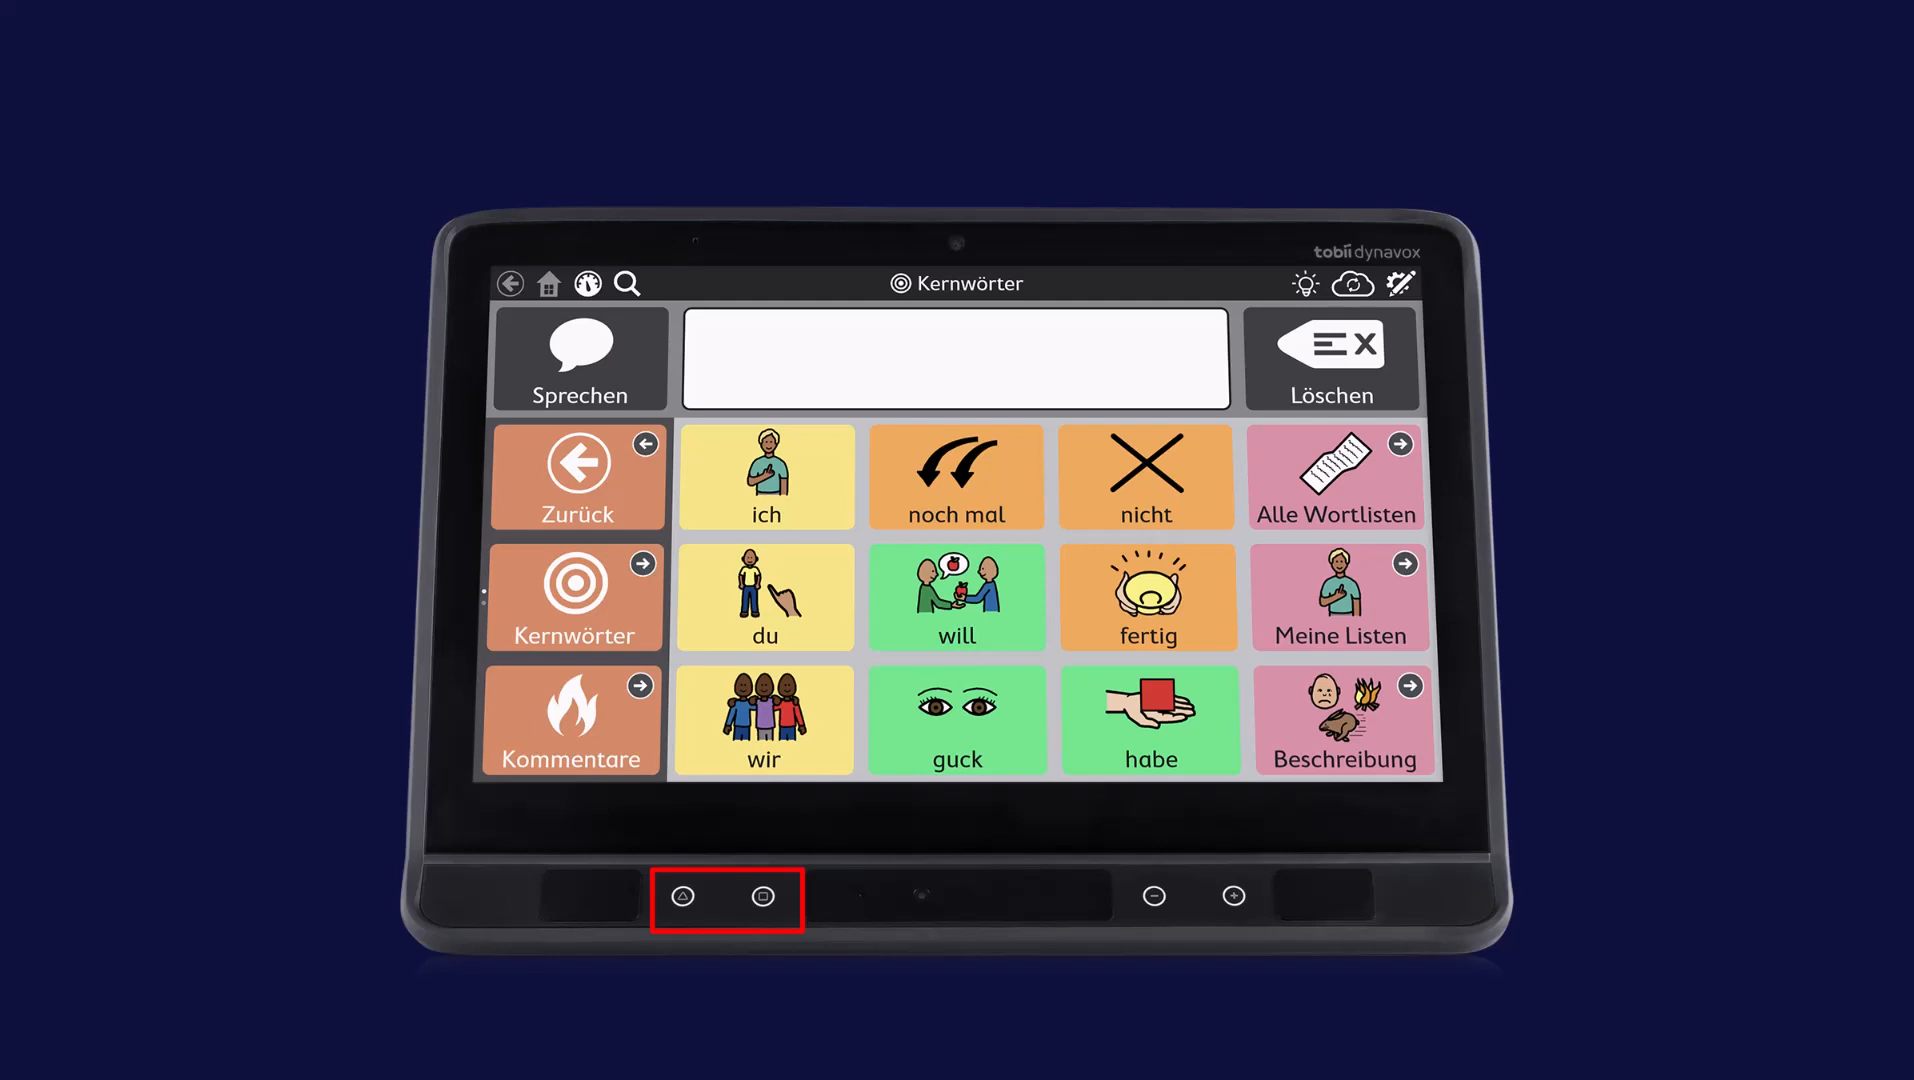 tobii dynavox
Kernwörter
Sprechen
Löschen
Zurück
ich
noch mal
nicht
Alle Wortlisten
Kernwörter
du
will
fertig
Meine Listen
Kommentare
wir
guck
habe
Beschreibung